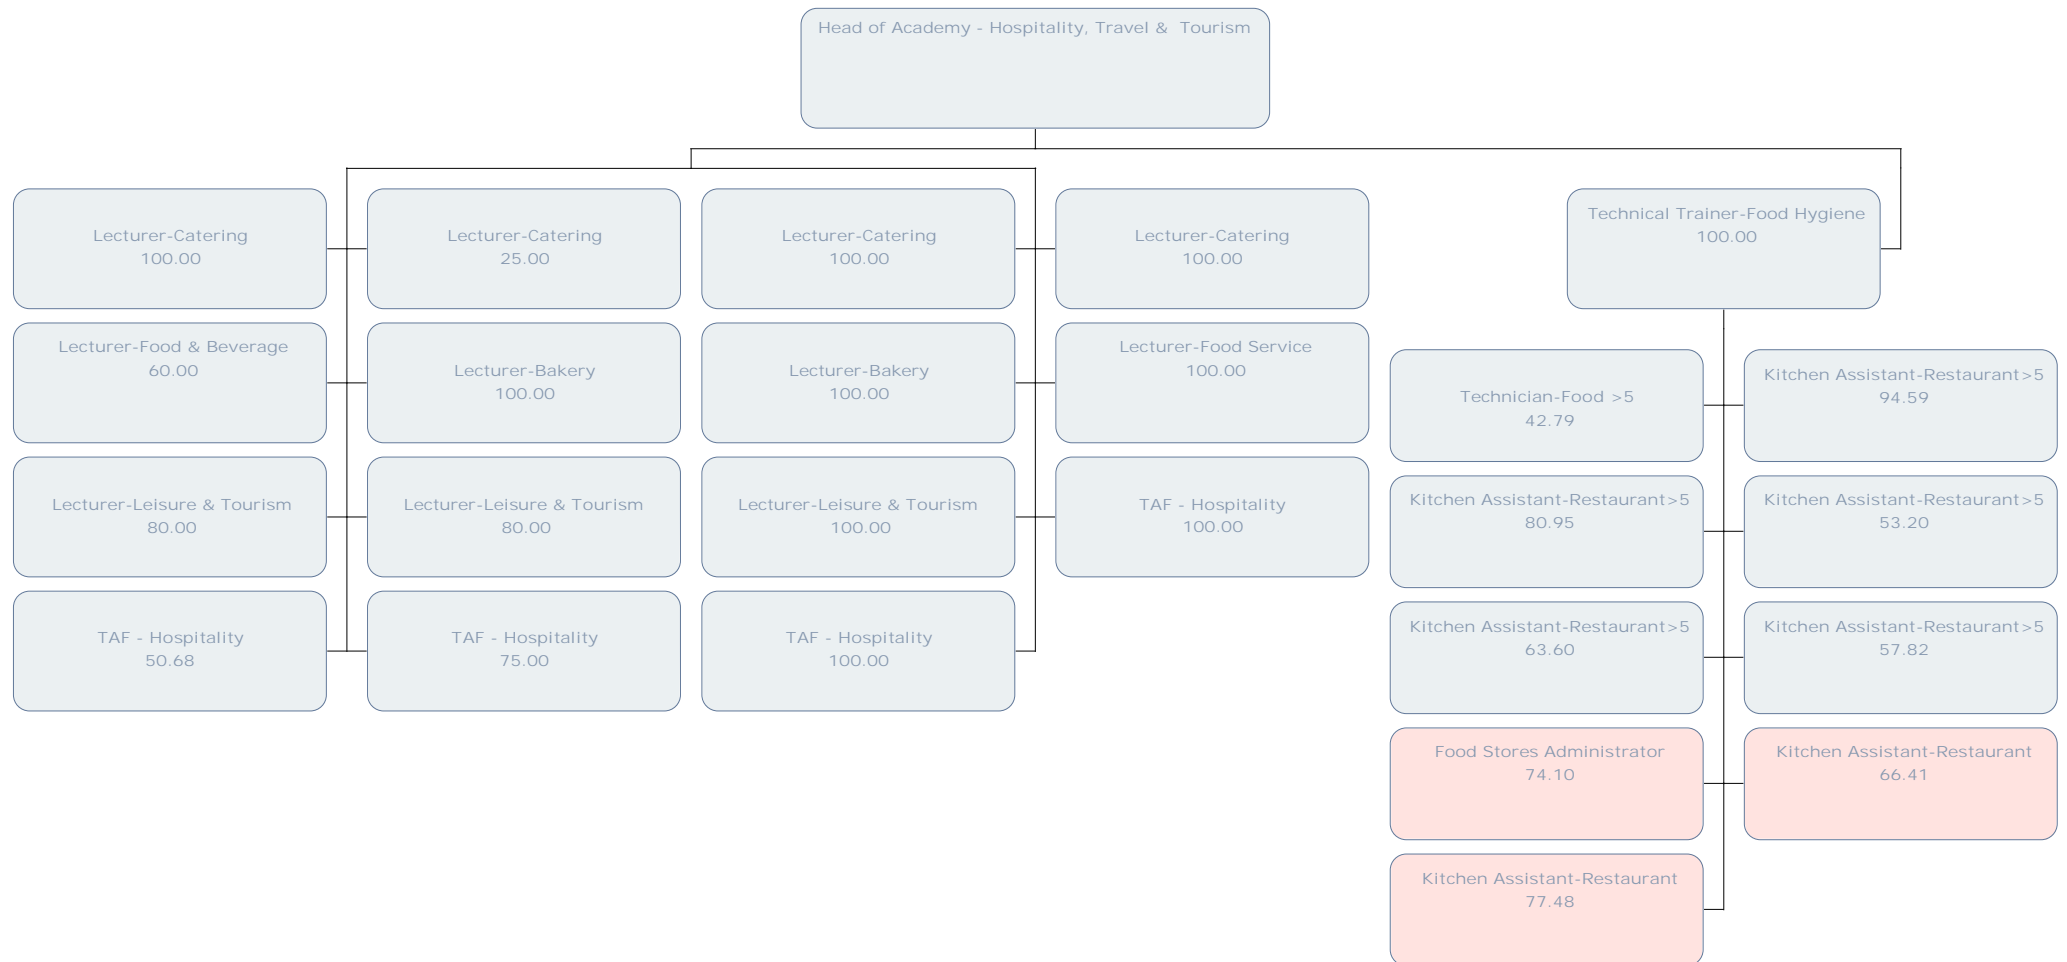 Head of Academy - Hospitality, Travel &  Tourism
Lecturer-Catering
100.00
Lecturer-Catering
25.00
Lecturer-Catering
100.00
Lecturer-Catering
100.00
Technical Trainer-Food Hygiene
100.00
Lecturer-Food & Beverage
60.00
Lecturer-Bakery
100.00
Lecturer-Bakery
100.00
Lecturer-Food Service
100.00
Technician-Food >5
42.79
Kitchen Assistant-Restaurant>5
94.59
Lecturer-Leisure & Tourism
80.00
Lecturer-Leisure & Tourism
80.00
Lecturer-Leisure & Tourism
100.00
TAF - Hospitality
100.00
Kitchen Assistant-Restaurant>5
80.95
Kitchen Assistant-Restaurant>5
53.20
TAF - Hospitality
50.68
TAF - Hospitality
75.00
TAF - Hospitality
100.00
Kitchen Assistant-Restaurant>5
63.60
Kitchen Assistant-Restaurant>5
57.82
Food Stores Administrator
74.10
Kitchen Assistant-Restaurant
66.41
Kitchen Assistant-Restaurant
77.48